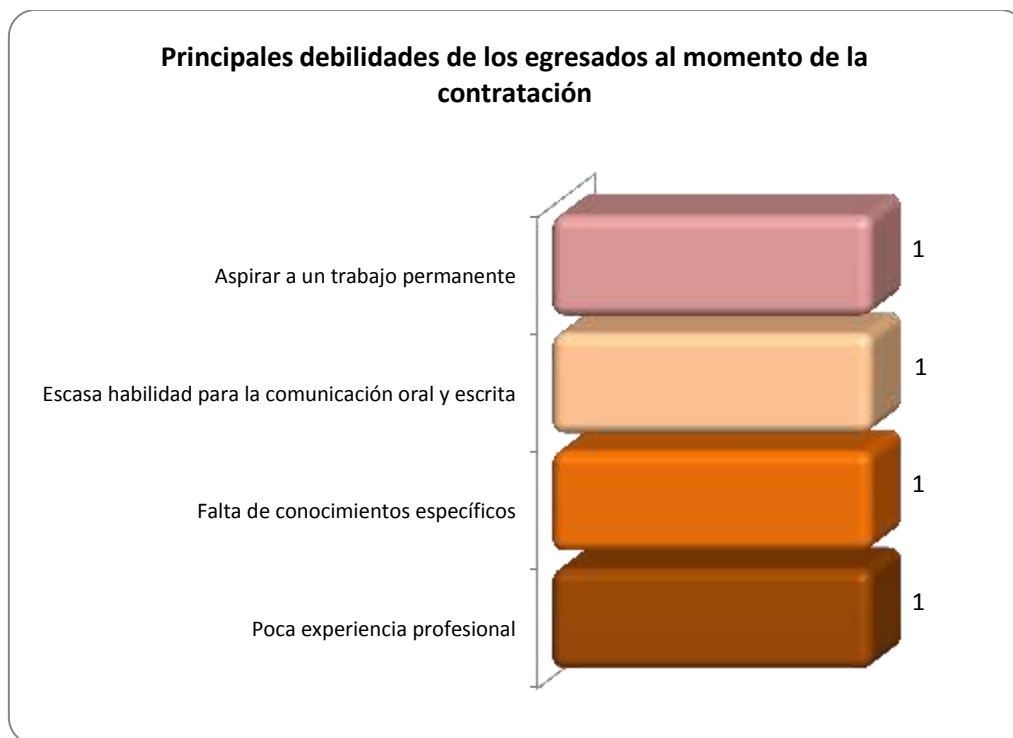 Principales debilidades de los egresados al momento de la
contratación
Aspirar a un trabajo permanente
1
Escasa habilidad para la comunicación oral y escrita
1
Falta de conocimientos específicos
1
Poca experiencia profesional
1